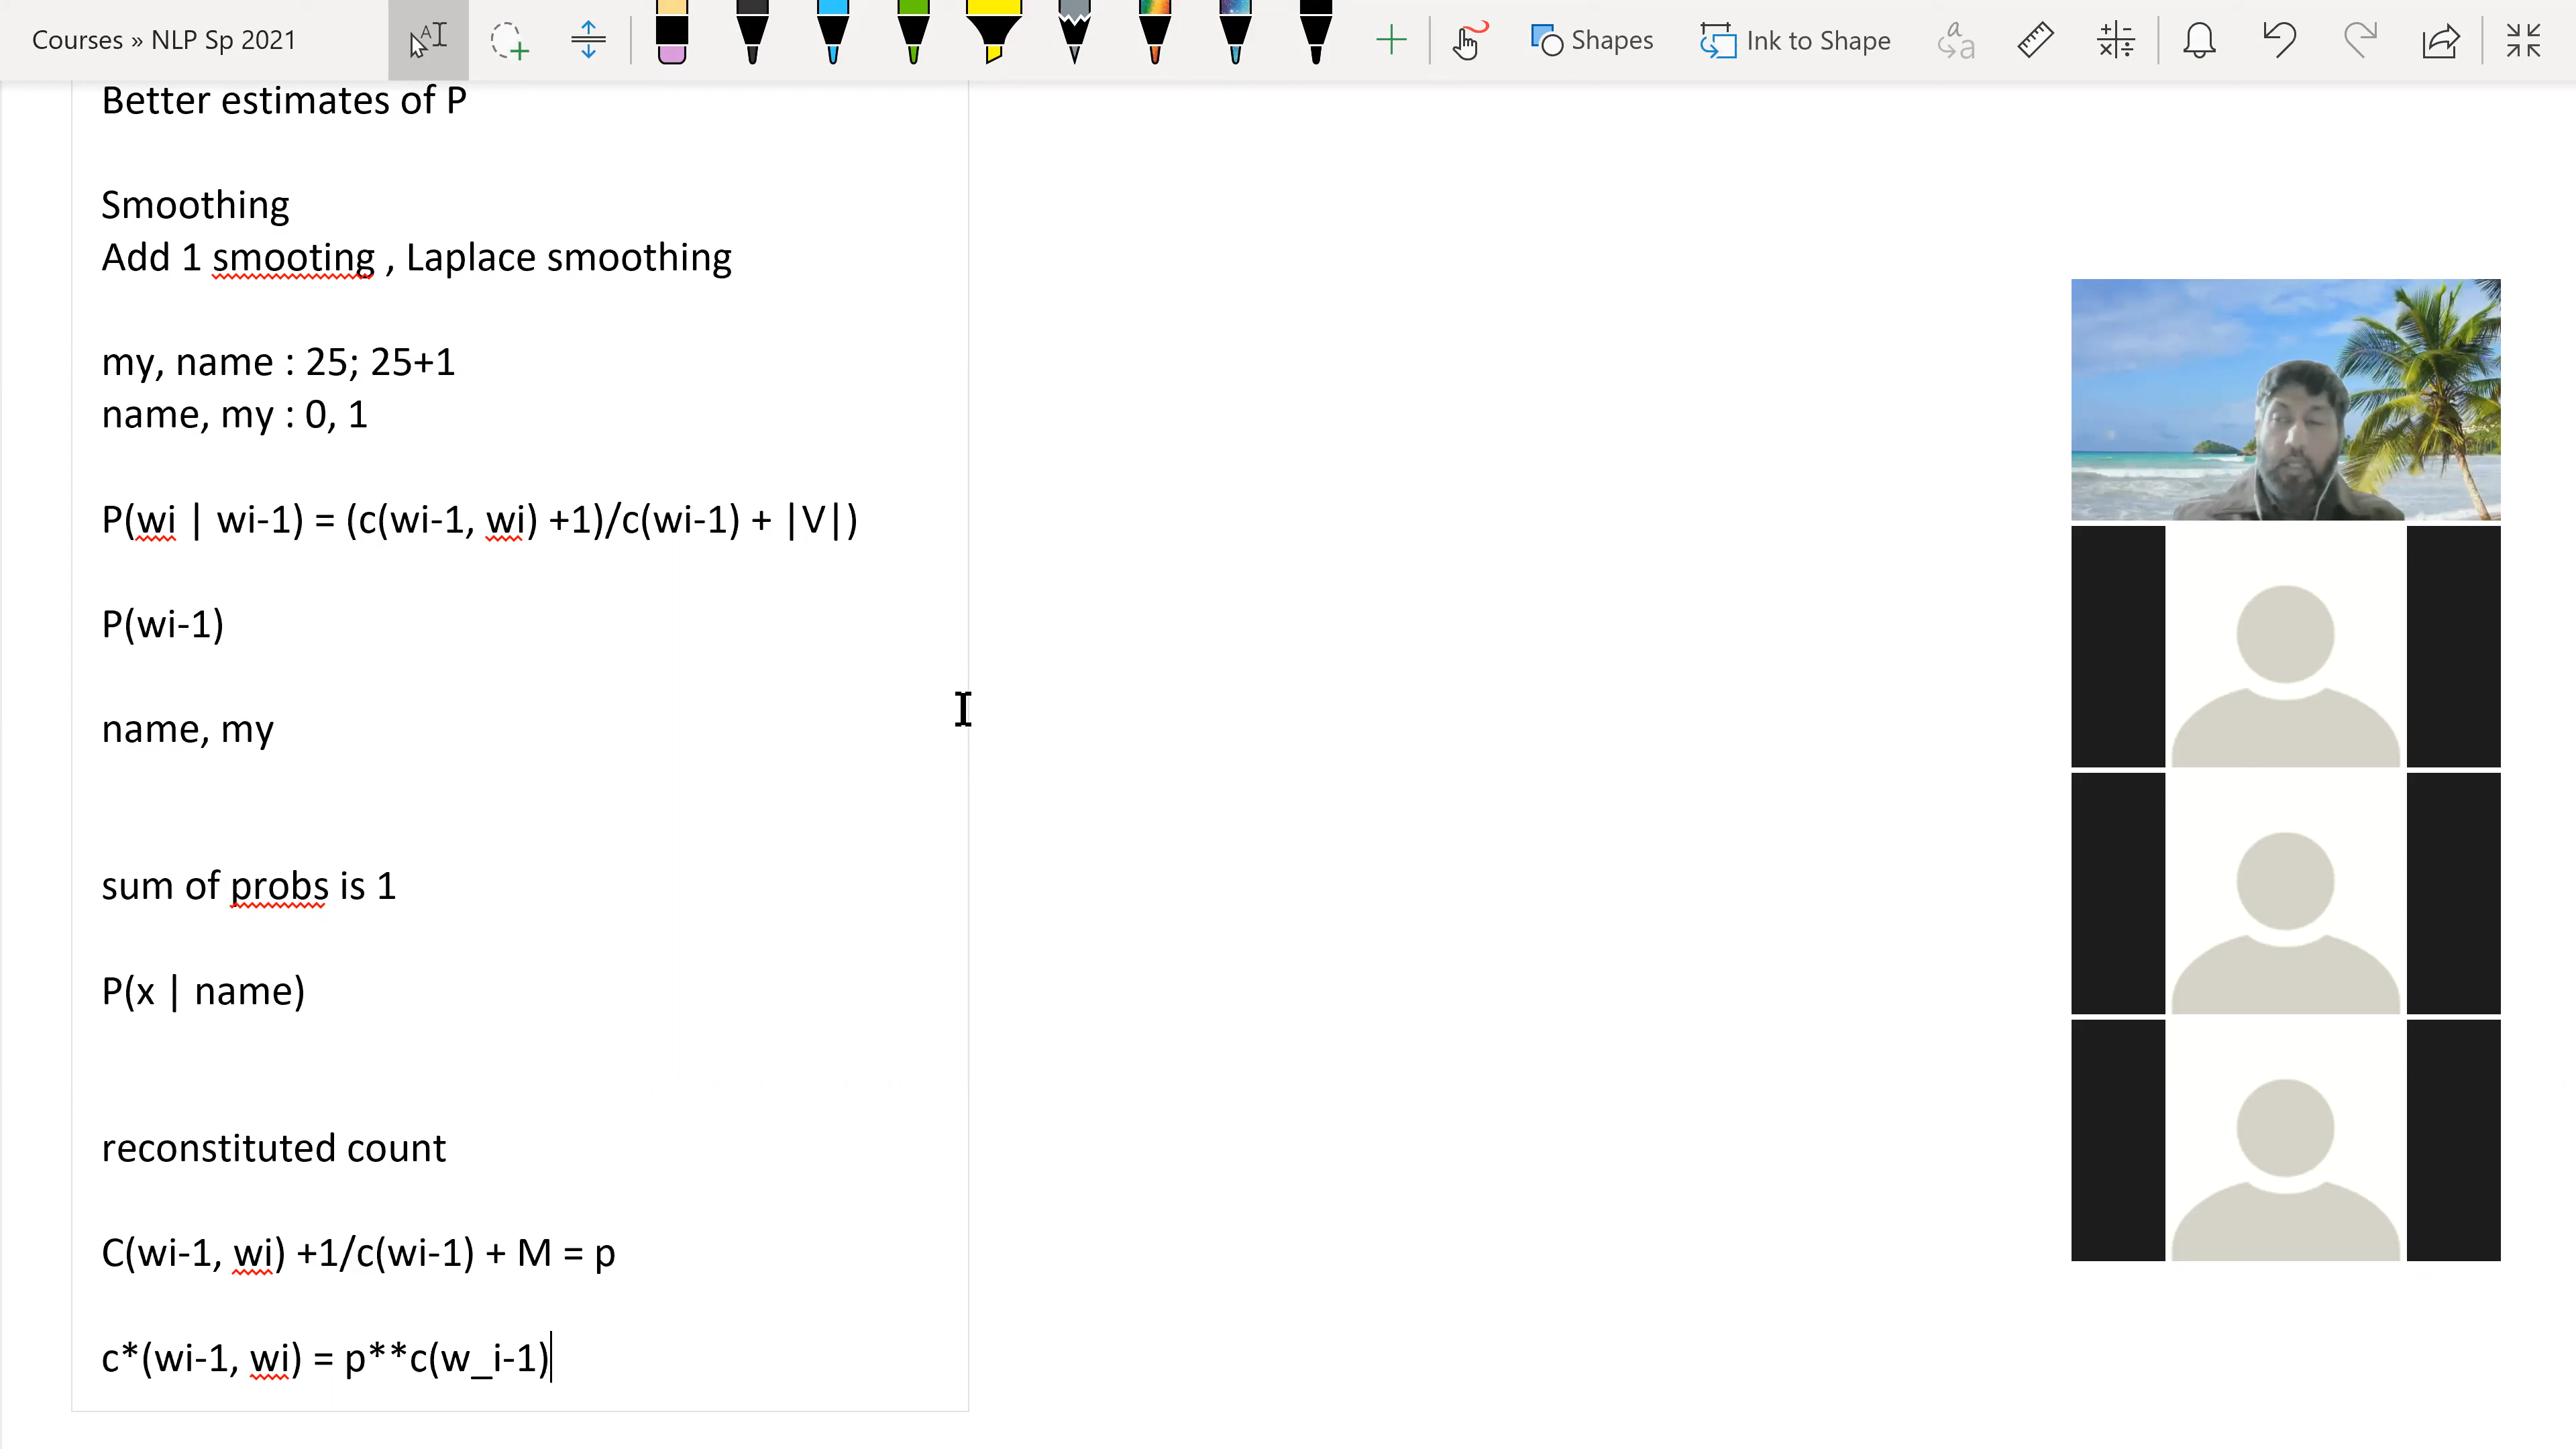 Courses » NLP Sp 2021
Shapes
Ink to Shape
Better estimates of P
Smoothing
Add 1 smooting , Laplace smoothing
my, name : 25; 25+1
name, my : 0, 1
P(wi | wi-1) = (c(wi-1, wi) +1)/c(wi-1) + |V|)
P(wi-1)
name, my
sum of probs is 1
P(x | name)
reconstituted count
C(wi-1, wi) +1/c(wi-1) + M = p
c*(wi-1, wi) = p**c(w_i-1)